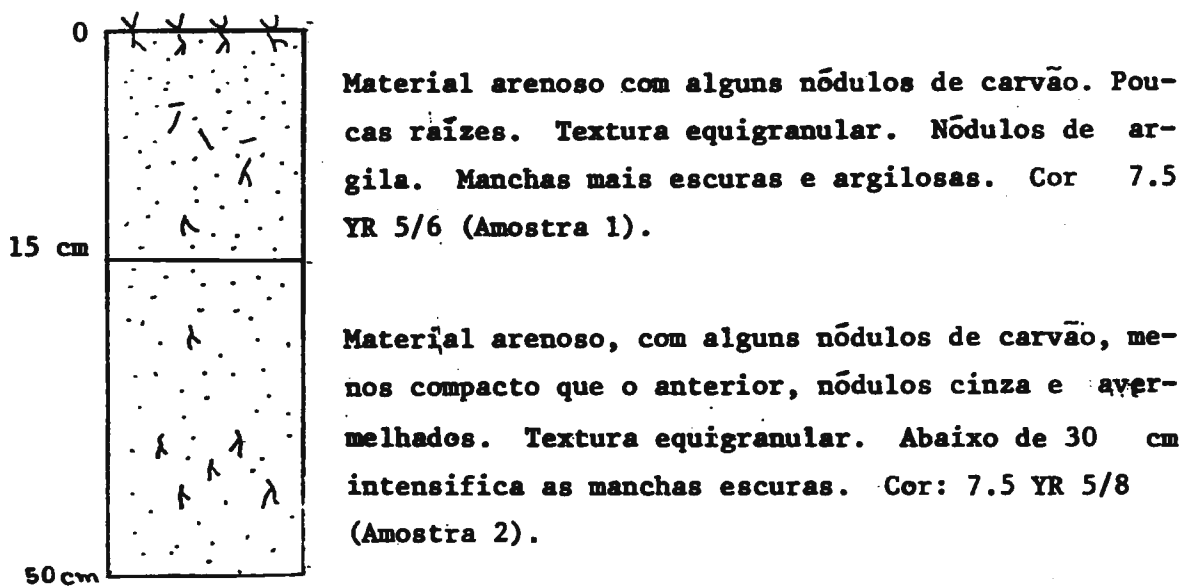 0
Material arenoso com alguns nódulos de carvão. Pou-
cas raízes. Textura equigranular. Nódulos de ar-
gila. Manchas mais escuras e argilosas. Cor 7.5
YR 5/6 (Amostra 1).
15 cm
Material arenoso, com alguns nódulos de carvão, me-
nos compacto que o anterior, nódulos cinza e aver-
melhados. Textura equigranular. Abaixo de 30 cm
intensifica as manchas escuras. Cor: 7.5 YR 5/8
(Amostra 2).
50 cm